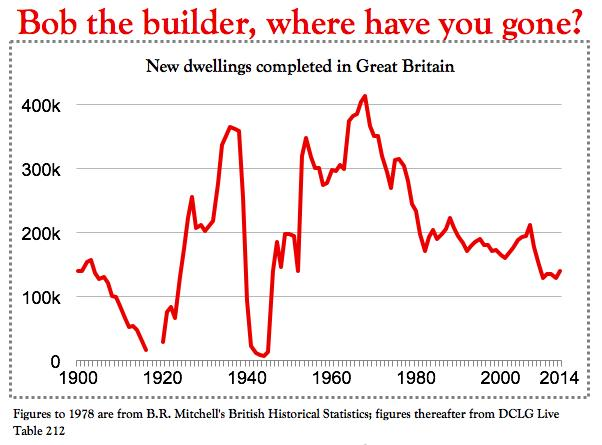 Bob the builder, where have you gone?
New dwellings completed in Great Britain
400k
300k
200k
100k
0
1900 1920 1940 1960 1980 2000 2014
Figures to 1978 are from B.R. Mitchell's British Historical Statistics; figures thereafter from DCLG Live
Table 212